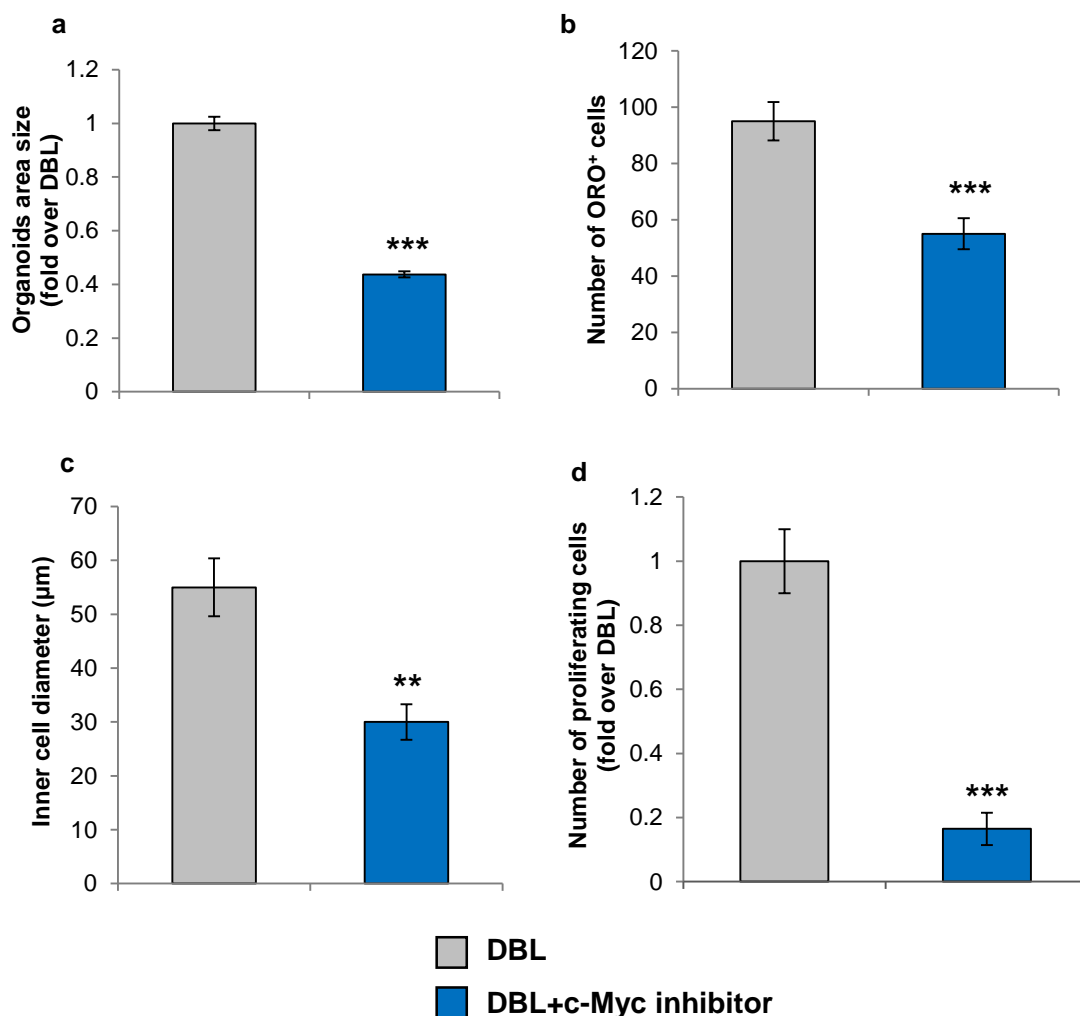 a
1.2
1
0.8
0.6
0.4
0.2
0
Organoids area size
(fold over DBL)
***
b
120
100
80
60
40
20
0
Number of ORO⁺ cells
***
c
70
60
50
40
30
20
10
0
Inner cell diameter (µm)
**
d
1.2
1
0.8
0.6
0.4
0.2
0
Number of proliferating cells
(fold over DBL)
***
DBL
DBL+c-Myc inhibitor